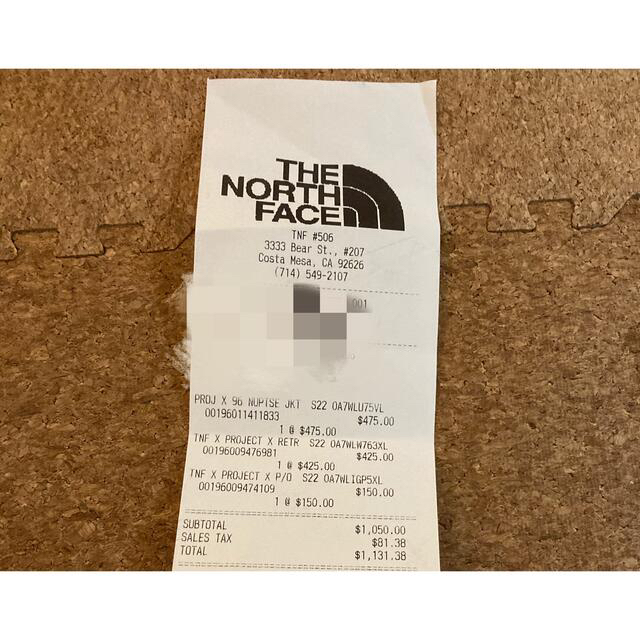 THE
NORTH
FACE
TNF #506
3333 Bear St., #207
Costa Mesa, CA 92626
(714) 549-2107
001
PROJ X 96 NUPTSE JKT S22 0A7WLU75VL
00196011411833 $475.00
1 @ $475.00
TNF X PROJECT X RETR S22 0A7WLW763XL
00196009476981 $425.00
1 @ $425.00
TNF X PROJECT X P/O S22 0A7WLIGP5XL
00196009474109 $150.00
1 @ $150.00
SUBTOTAL $1,050.00
SALES TAX $81.38
TOTAL $1,131.38